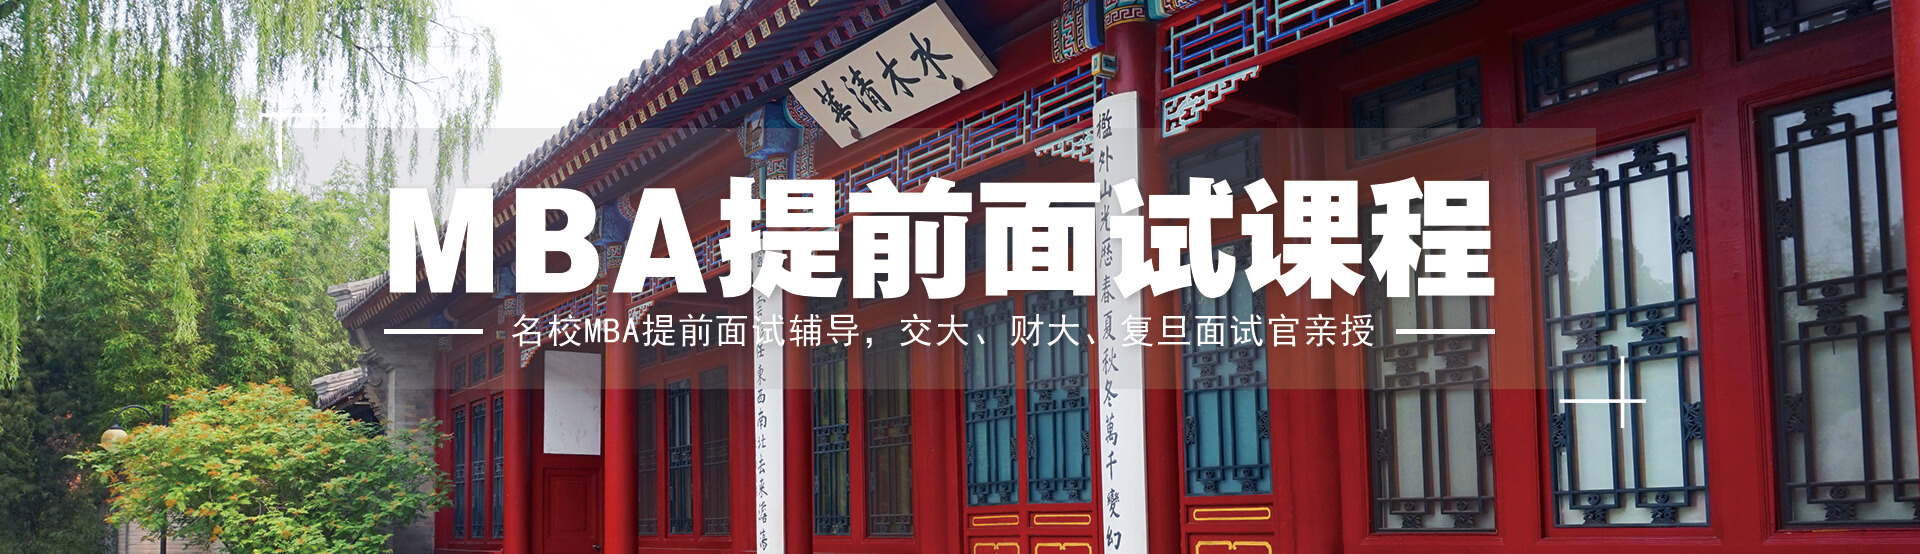 水木清華
檻外山光歷春夏秋冬萬千變幻
東西南北去來澹蕩
MBA提前面试课程
名校MBA提前面试辅导，交大、财大、复旦面试官亲授